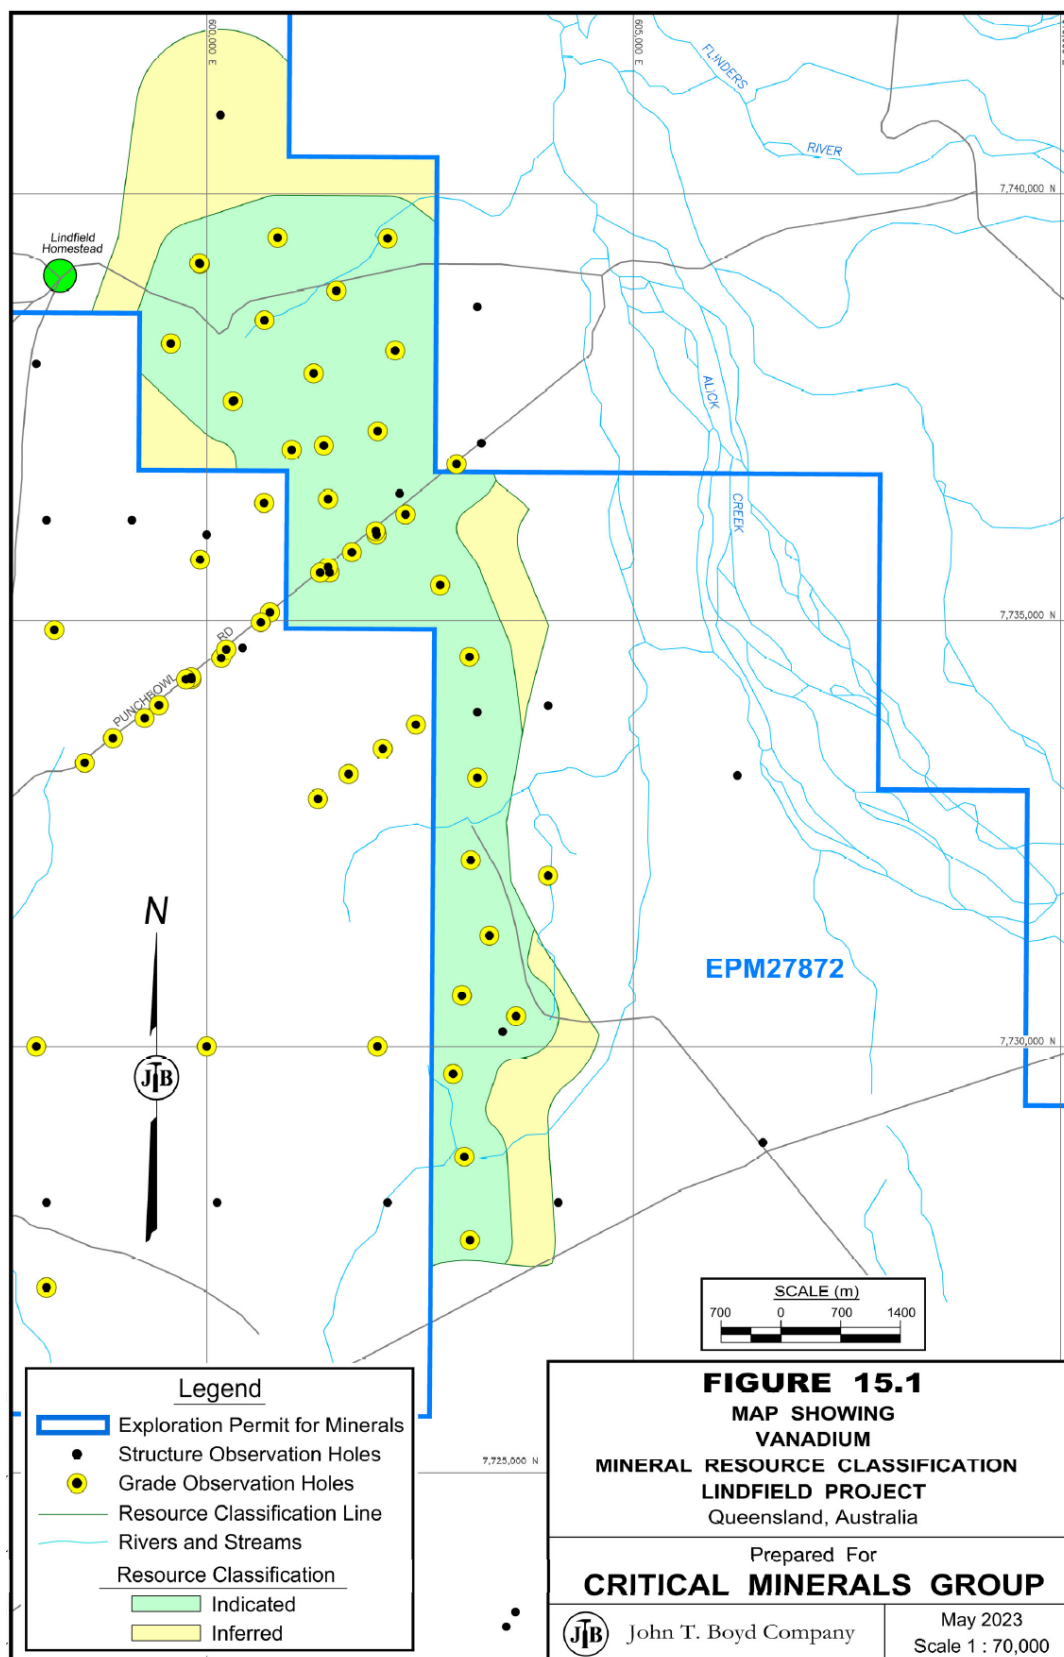 600,000 E
605,000 E
FLINDERS
RIVER
7,740,000 N
Lindfield
Homestead
ALICK
CREEK
7,735,000 N
PUNCHBOWL RD
N
EPM27872
JTB
7,730,000 N
SCALE (m)
700 0 700 1400
7,725,000 N
Legend
Exploration Permit for Minerals
Structure Observation Holes
Grade Observation Holes
Resource Classification Line
Rivers and Streams
Resource Classification
Indicated
Inferred
FIGURE 15.1
MAP SHOWING
VANADIUM
MINERAL RESOURCE CLASSIFICATION
LINDFIELD PROJECT
Queensland, Australia
Prepared For
CRITICAL MINERALS GROUP
JTB John T. Boyd Company
May 2023
Scale 1 : 70,000